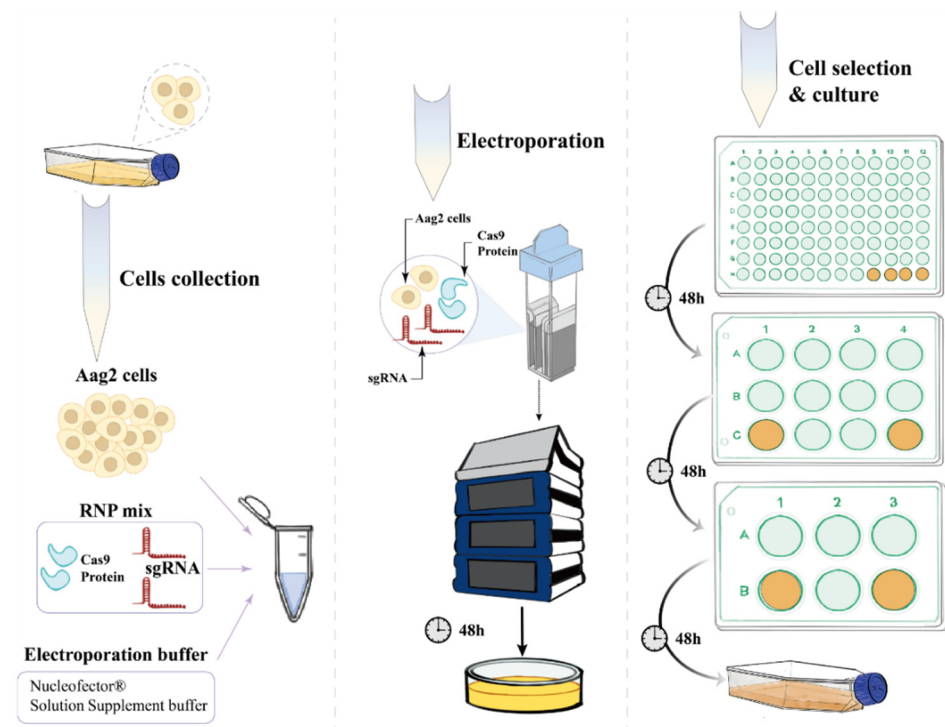 Cells collection
Aag2 cells
RNP mix
Cas9
Protein
sgRNA
Electroporation buffer
Nucleofector®
Solution Supplement buffer
Electroporation
Aag2 cells
Cas9
Protein
sgRNA
48h
Cell selection
& culture
1 2 3 4 5 6 7 8 9 10 11 12
A
B
C
D
E
F
G
H
48h
1 2 3 4
A
B
C
48h
1 2 3
A
B
48h